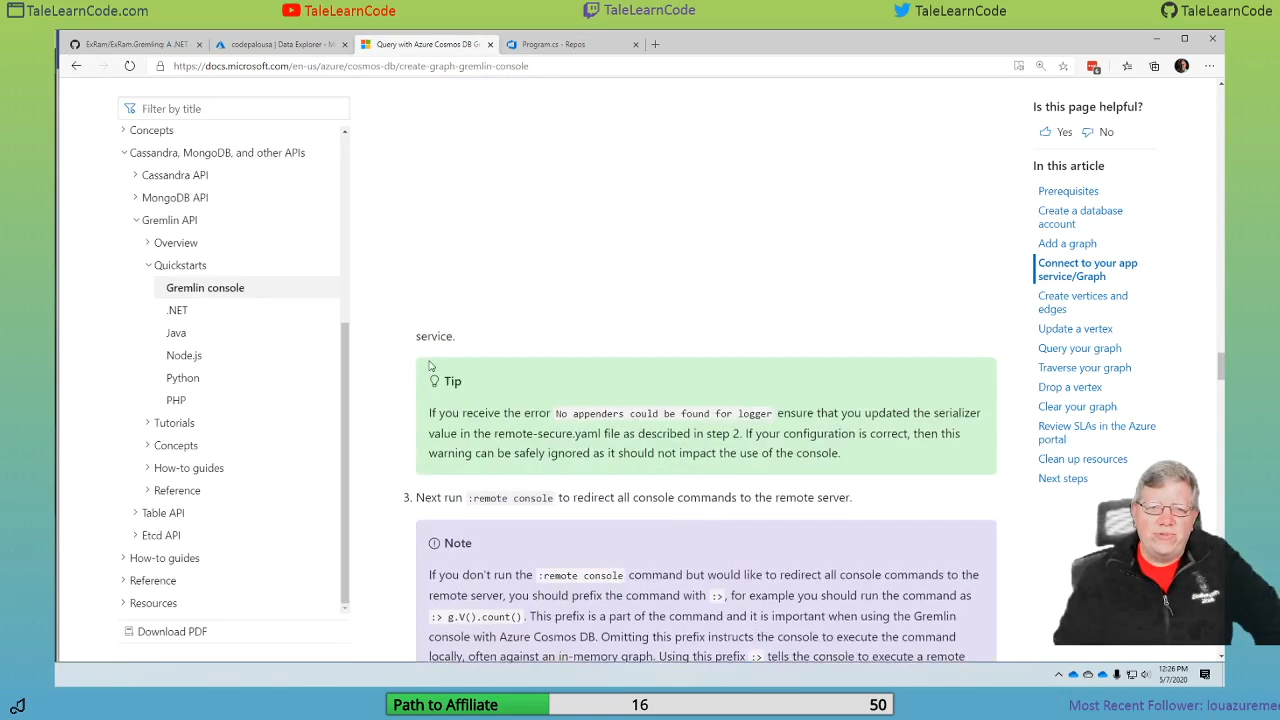 TaleLearnCode.com
TaleLearnCode
TaleLearnCode
TaleLearnCode
TaleLearnCode
ExRam/ExRam.Gremlinq: A .NET
codepalousa | Data Explorer - M
Query with Azure Cosmos DB G
Program.cs - Repos
https://docs.microsoft.com/en-us/azure/cosmos-db/create-graph-gremlin-console
6
Filter by title
Concepts
Cassandra, MongoDB, and other APIs
Cassandra API
MongoDB API
Gremlin API
Overview
Quickstarts
Gremlin console
.NET
Java
Node.js
Python
PHP
Tutorials
Concepts
How-to guides
Reference
Table API
Etcd API
How-to guides
Reference
Resources
Download PDF
service.
Tip
If you receive the error No appenders could be found for logger ensure that you updated the serializer
value in the remote-secure.yaml file as described in step 2. If your configuration is correct, then this
warning can be safely ignored as it should not impact the use of the console.
3. Next run :remote console to redirect all console commands to the remote server.
Note
If you don't run the :remote console command but would like to redirect all console commands to the
remote server, you should prefix the command with :>, for example you should run the command as
:> g.V().count(). This prefix is a part of the command and it is important when using the Gremlin
console with Azure Cosmos DB. Omitting this prefix instructs the console to execute the command
locally, often against an in-memory graph. Using this prefix :> tells the console to execute a remote
Is this page helpful?
Yes No
In this article
Prerequisites
Create a database
account
Add a graph
Connect to your app
service/Graph
Create vertices and
edges
Update a vertex
Query your graph
Traverse your graph
Drop a vertex
Clear your graph
Review SLAs in the Azure
portal
Clean up resources
Next steps
12:26 PM
5/7/2020
Path to Affiliate
16
50
Most Recent Follower: louazureme